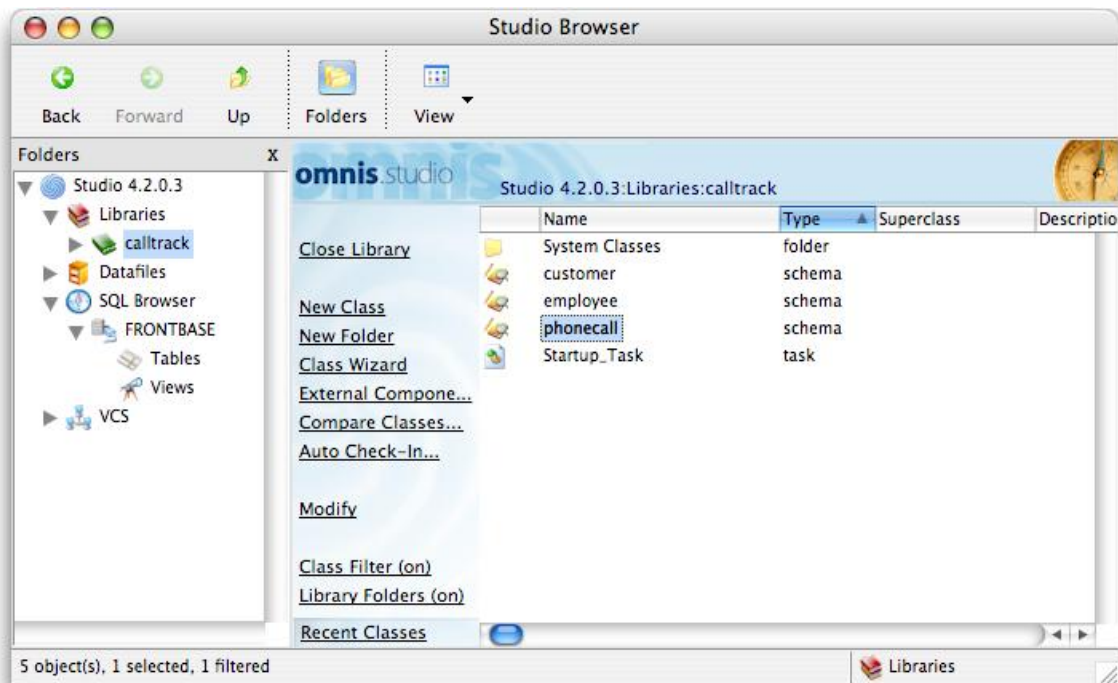 Studio Browser
Back Forward Up Folders View
Folders X
Studio 4.2.0.3
Libraries
calltrack
Datafiles
SQL Browser
FRONTBASE
Tables
Views
VCS
omnis.studio
Studio 4.2.0.3:Libraries:calltrack
Close Library
New Class
New Folder
Class Wizard
External Compone...
Compare Classes...
Auto Check-In...
Modify
Class Filter (on)
Library Folders (on)
Recent Classes
Name Type Superclass Descriptio
System Classes folder
customer schema
employee schema
phonecall schema
Startup_Task task
5 object(s), 1 selected, 1 filtered
Libraries